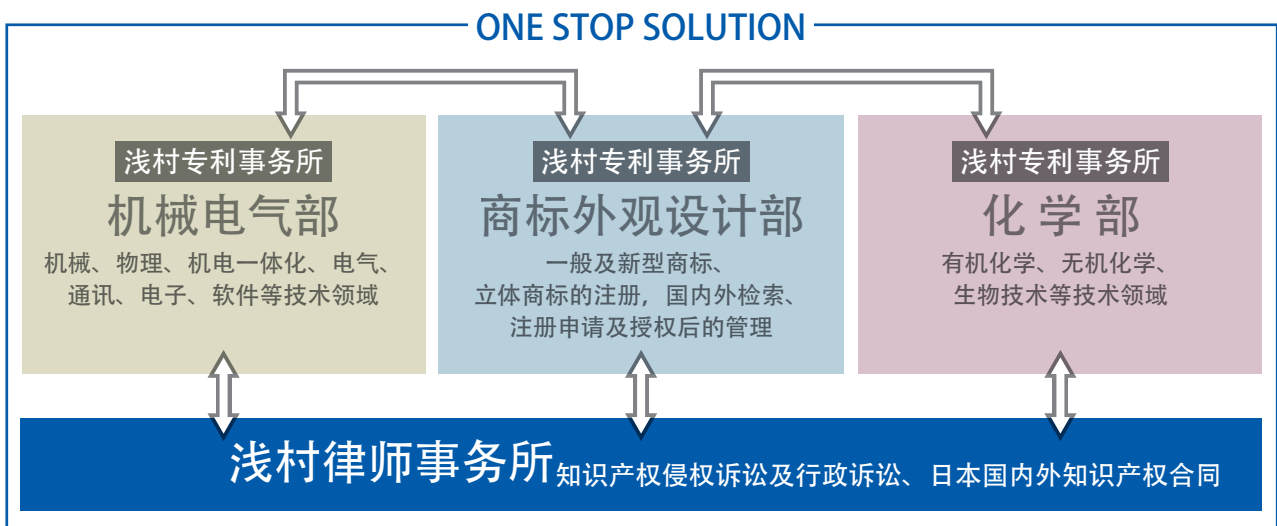 ONE STOP SOLUTION
浅村专利事务所
机械电气部
机械、物理、机电一体化、电气、
通讯、电子、软件等技术领域
浅村专利事务所
商标外观设计部
一般及新型商标、
立体商标的注册，国内外检索、
注册申请及授权后的管理
浅村专利事务所
化学部
有机化学、无机化学、
生物技术等技术领域
浅村律师事务所 知识产权侵权诉讼及行政诉讼、日本国内外知识产权合同